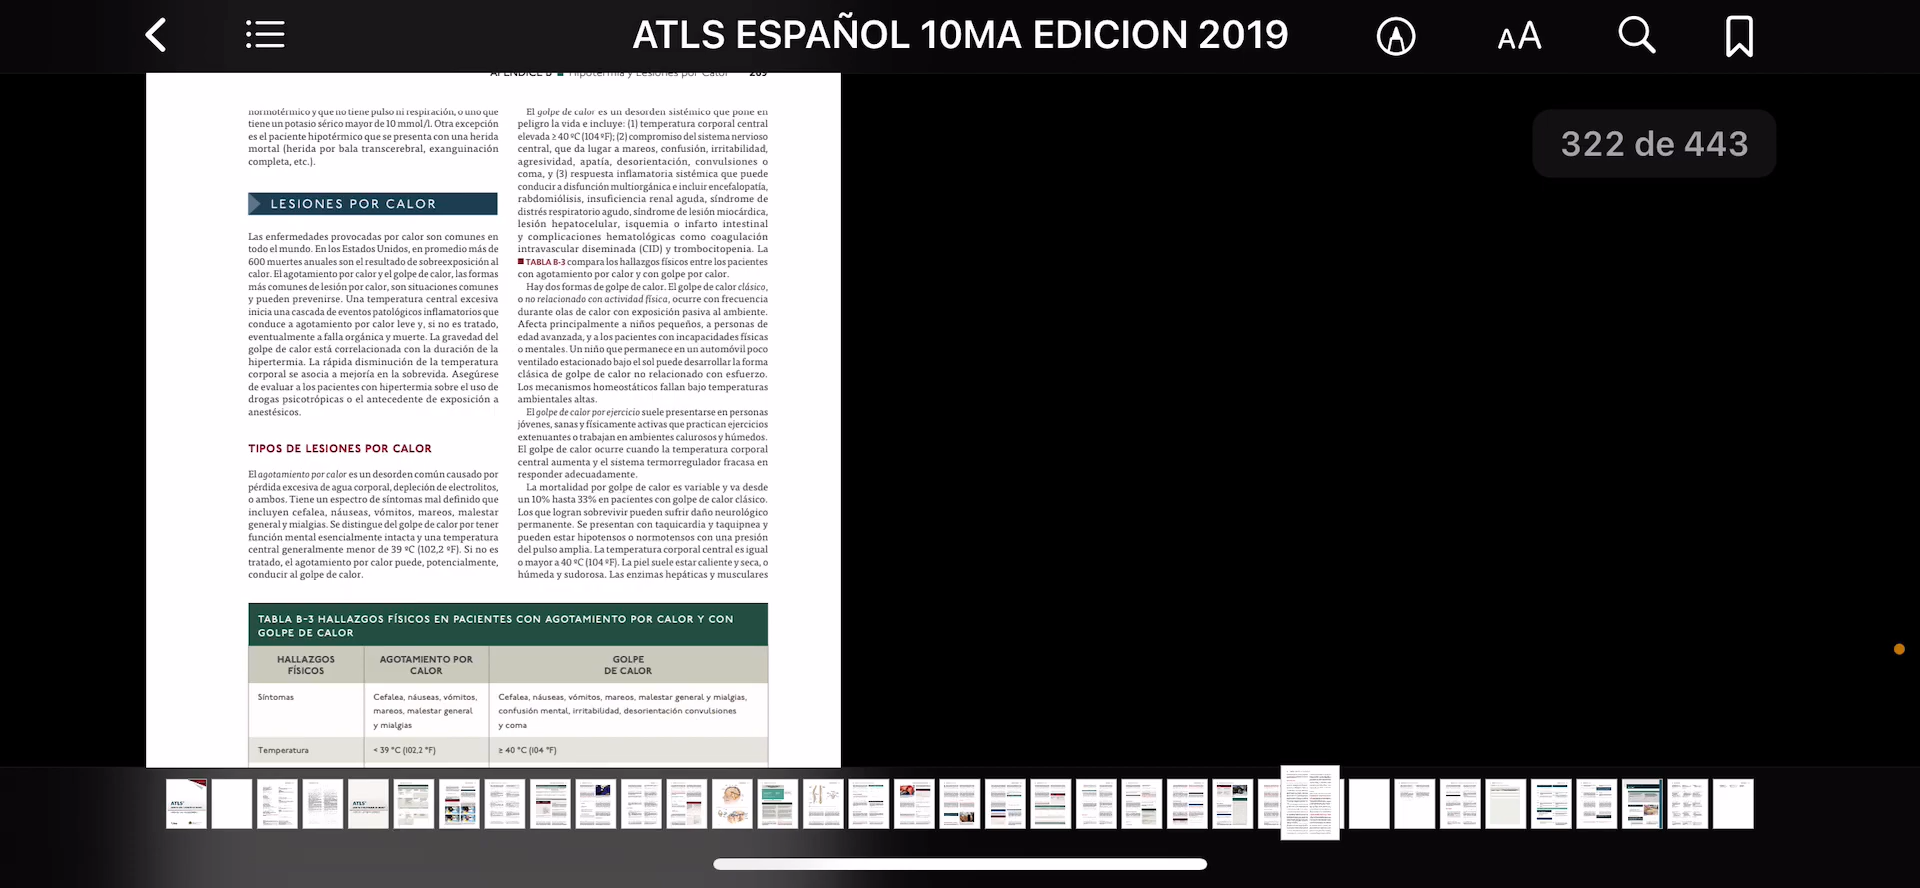 ATLS ESPAÑOL 10MA EDICION 2019
AA
322 de 443
APÉNDICE B ■ Hipotermia y Lesiones por Calor 269
normotérmico y que no tiene pulso ni respiración, o uno que
tiene un potasio sérico mayor de 10 mmol/l. Otra excepción
es el paciente hipotérmico que se presenta con una herida
mortal (herida por bala transcerebral, exanguinación
completa, etc.).
LESIONES POR CALOR
Las enfermedades provocadas por calor son comunes en
todo el mundo. En los Estados Unidos, en promedio más de
600 muertes anuales son el resultado de sobreexposición al
calor. El agotamiento por calor y el golpe de calor, las formas
más comunes de lesión por calor, son situaciones comunes
y pueden prevenirse. Una temperatura central excesiva
inicia una cascada de eventos patológicos inflamatorios que
conduce a agotamiento por calor leve y, si no es tratado,
eventualmente a falla orgánica y muerte. La gravedad del
golpe de calor está correlacionada con la duración de la
hipertermia. La rápida disminución de la temperatura
corporal se asocia a mejoría en la sobrevida. Asegúrese
de evaluar a los pacientes con hipertermia sobre el uso de
drogas psicotrópicas o el antecedente de exposición a
anestésicos.
TIPOS DE LESIONES POR CALOR
El agotamiento por calor es un desorden común causado por
pérdida excesiva de agua corporal, depleción de electrolitos,
o ambos. Tiene un espectro de síntomas mal definido que
incluyen cefalea, náuseas, vómitos, mareos, malestar
general y mialgias. Se distingue del golpe de calor por tener
función mental esencialmente intacta y una temperatura
central generalmente menor de 39 ºC (102,2 ºF). Si no es
tratado, el agotamiento por calor puede, potencialmente,
conducir al golpe de calor.
El golpe de calor es un desorden sistémico que pone en
peligro la vida e incluye: (1) temperatura corporal central
elevada ≥ 40 ºC (104 ºF); (2) compromiso del sistema nervioso
central, que da lugar a mareos, confusión, irritabilidad,
agresividad, apatía, desorientación, convulsiones o
coma, y (3) respuesta inflamatoria sistémica que puede
conducir a disfunción multiorgánica e incluir encefalopatía,
rabdomiólisis, insuficiencia renal aguda, síndrome de
distrés respiratorio agudo, síndrome de lesión miocárdica,
lesión hepatocelular, isquemia o infarto intestinal
y complicaciones hematológicas como coagulación
intravascular diseminada (CID) y trombocitopenia. La
■ TABLA B-3 compara los hallazgos físicos entre los pacientes
con agotamiento por calor y con golpe por calor.
Hay dos formas de golpe de calor. El golpe de calor clásico,
o no relacionado con actividad física, ocurre con frecuencia
durante olas de calor con exposición pasiva al ambiente.
Afecta principalmente a niños pequeños, a personas de
edad avanzada, y a los pacientes con incapacidades físicas
o mentales. Un niño que permanece en un automóvil poco
ventilado estacionado bajo el sol puede desarrollar la forma
clásica de golpe de calor no relacionado con esfuerzo.
Los mecanismos homeostáticos fallan bajo temperaturas
ambientales altas.
El golpe de calor por ejercicio suele presentarse en personas
jóvenes, sanas y físicamente activas que practican ejercicios
extenuantes o trabajan en ambientes calurosos y húmedos.
El golpe de calor ocurre cuando la temperatura corporal
central aumenta y el sistema termorregulador fracasa en
responder adecuadamente.
La mortalidad por golpe de calor es variable y va desde
un 10% hasta 33% en pacientes con golpe de calor clásico.
Los que logran sobrevivir pueden sufrir daño neurológico
permanente. Se presentan con taquicardia y taquipnea y
pueden estar hipotensos o normotensos con una presión
del pulso amplia. La temperatura corporal central es igual
o mayor a 40 ºC (104 ºF). La piel suele estar caliente y seca, o
húmeda y sudorosa. Las enzimas hepáticas y musculares
TABLA B-3 HALLAZGOS FÍSICOS EN PACIENTES CON AGOTAMIENTO POR CALOR Y CON
GOLPE DE CALOR
HALLAZGOS
FÍSICOS
AGOTAMIENTO POR
CALOR
GOLPE
DE CALOR
Síntomas
Cefalea, náuseas, vómitos,
mareos, malestar general
y mialgias
Cefalea, náuseas, vómitos, mareos, malestar general y mialgias,
confusión mental, irritabilidad, desorientación convulsiones
y coma
Temperatura
< 39 °C (102,2 °F)
≥ 40 °C (104 °F)